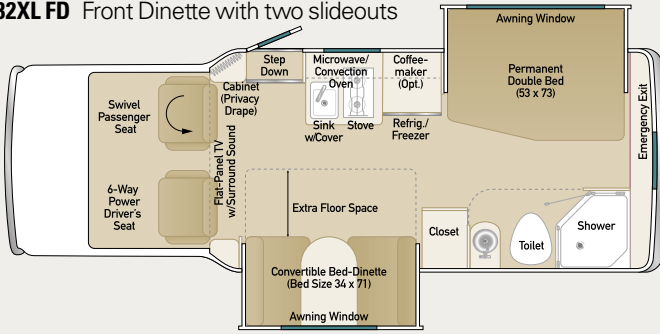 32XL FD Front Dinette with two slideouts
Awning Window
Step
Down
Microwave/
Convection
Oven
Coffee-
maker
(Opt.)
Permanent
Double Bed
(53 x 73)
Cabinet
(Privacy
Drape)
Swivel
Passenger
Seat
Sink
w/Cover
Stove
Refrig./
Freezer
Emergency Exit
Flat-Panel TV
w/Surround Sound
6-Way
Power
Driver's
Seat
Extra Floor Space
Closet
Toilet
Shower
Convertible Bed-Dinette
(Bed Size 34 x 71)
Awning Window